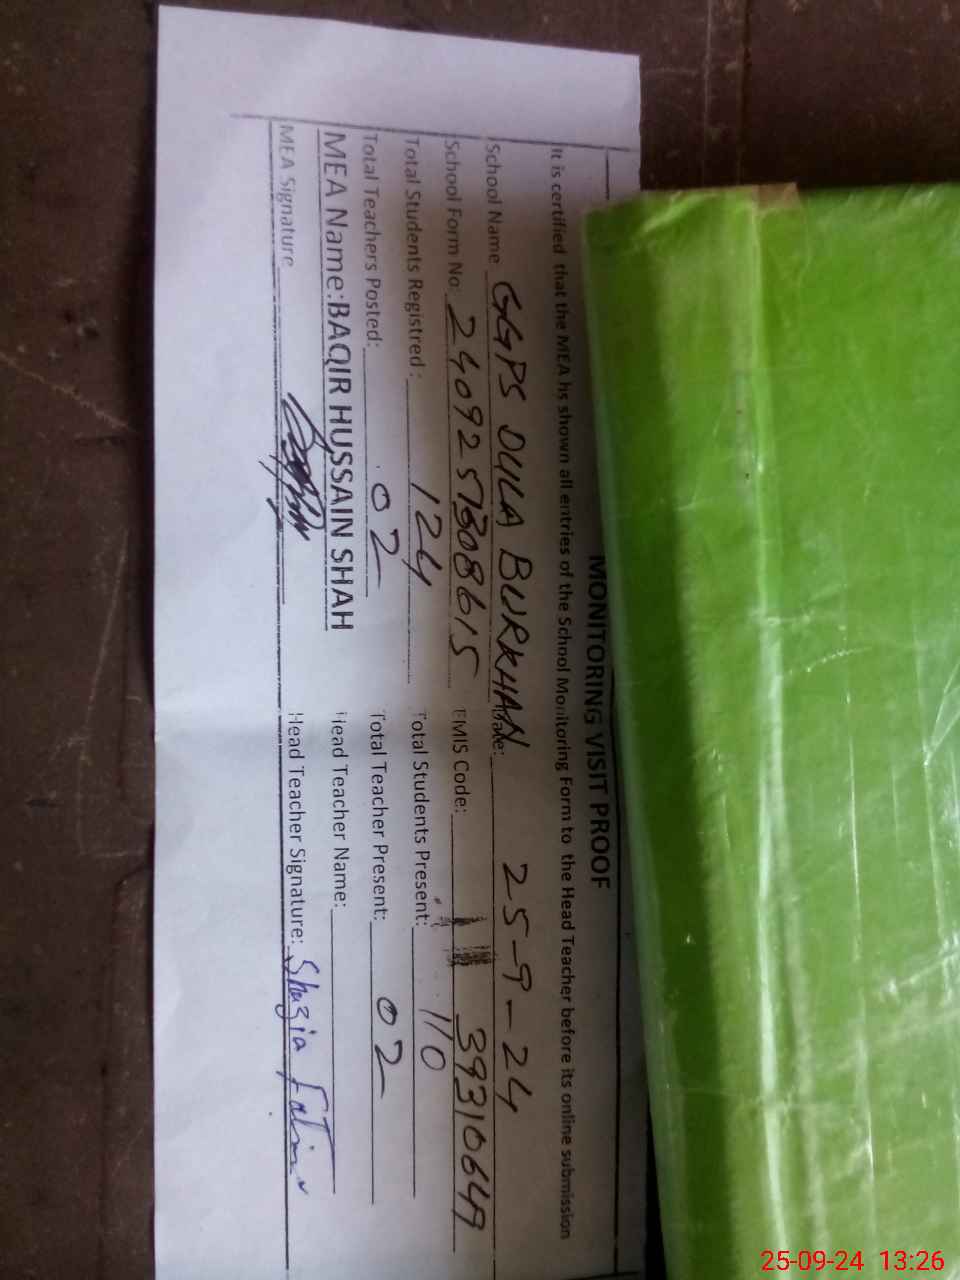 MONITORING VISIT PROOF
It is certified that the MEA hs shown all entries of the School Monitoring Form to the Head Teacher before its online submission
School Name GGPS DULA BURKHAN Date: 25-9-24
School Form No: 2409257308615 EMIS Code: 39310649
Total Students Registred: 124 Total Students Present: 110
Total Teachers Posted: 02 Total Teacher Present: 02
MEA Name:BAQIR HUSSAIN SHAH Head Teacher Name:
MEA Signature Head Teacher Signature: Shazia Fatima
25-09-24 13:26